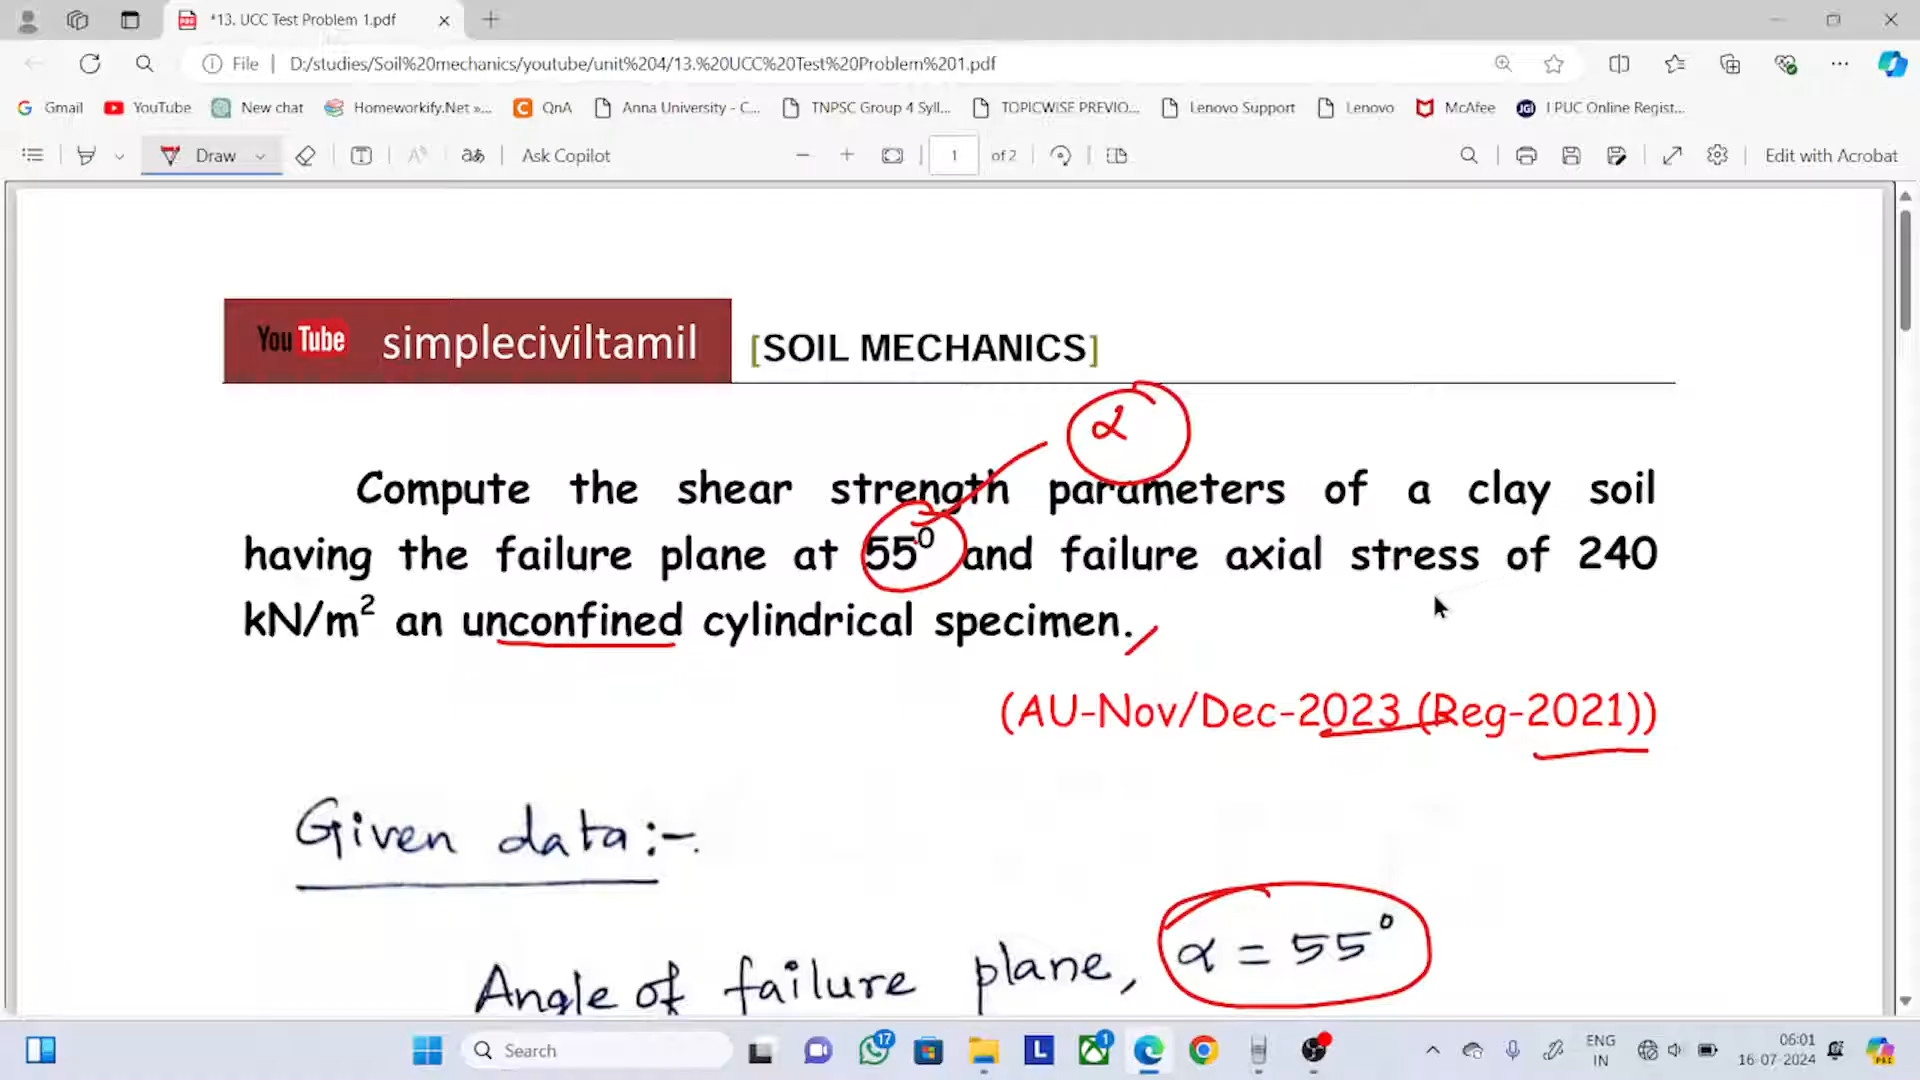 *13. UCC Test Problem 1.pdf
File
D:/studies/Soil%20mechanics/youtube/unit%204/13.%20UCC%20Test%20Problem%201.pdf
Gmail YouTube New chat Homeworkify.Net »... QnA Anna University - C... TNPSC Group 4 Syll... TOPICWISE PREVIO... Lenovo Support Lenovo McAfee I PUC Online Regist...
Draw Ask Copilot 1 of 2 Edit with Acrobat
YouTube simpleciviltamil [SOIL MECHANICS]
α
Compute the shear strength parameters of a clay soil
having the failure plane at 55⁰ and failure axial stress of 240
kN/m² an unconfined cylindrical specimen.
(AU-Nov/Dec-2023 (Reg-2021))
Given data:-
Angle of failure plane, α = 55°
Search
17
1
ENG
IN
06:01
16-07-2024